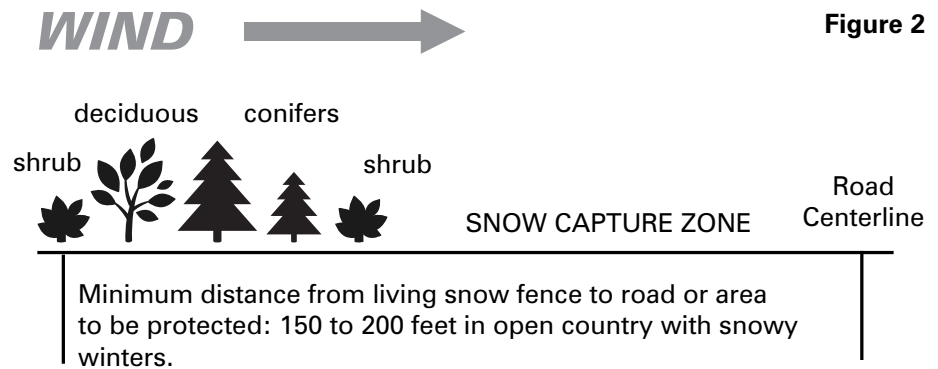 WIND
Figure 2
deciduous
conifers
shrub
shrub
SNOW CAPTURE ZONE
Road
Centerline
Minimum distance from living snow fence to road or area
to be protected: 150 to 200 feet in open country with snowy
winters.